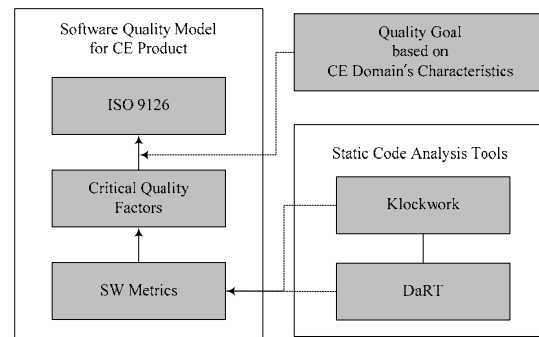 Software Quality Model
for CE Product
ISO 9126
Critical Quality
Factors
SW Metrics
Quality Goal
based on
CE Domain's Characteristics
Static Code Analysis Tools
Klockwork
DaRT